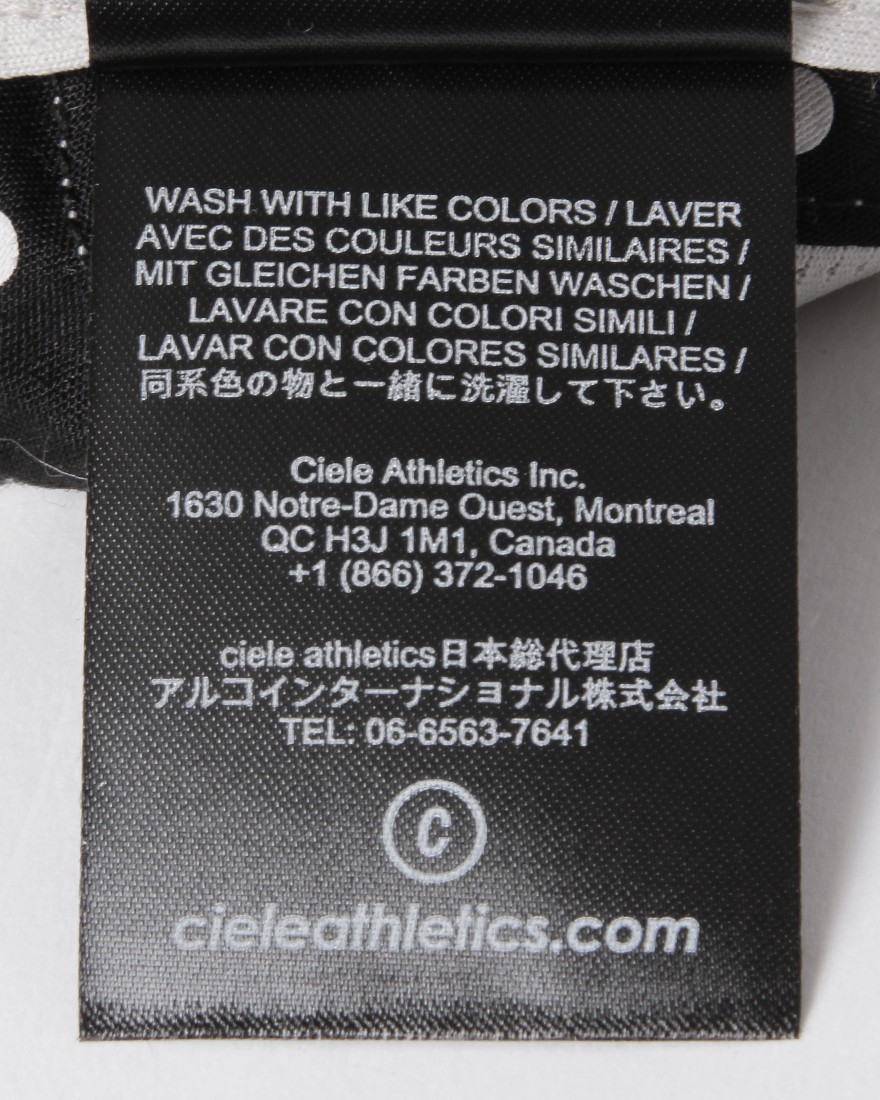 WASH WITH LIKE COLORS / LAVER
AVEC DES COULEURS SIMILAIRES /
MIT GLEICHEN FARBEN WASCHEN /
LAVARE CON COLORI SIMILI /
LAVAR CON COLORES SIMILARES /
同系色の物と一緒に洗濯して下さい。
Ciele Athletics Inc.
1630 Notre-Dame Ouest, Montreal
QC H3J 1M1, Canada
+1 (866) 372-1046
ciele athletics日本総代理店
アルコインターナショナル株式会社
TEL: 06-6563-7641
C
cieleathletics.com